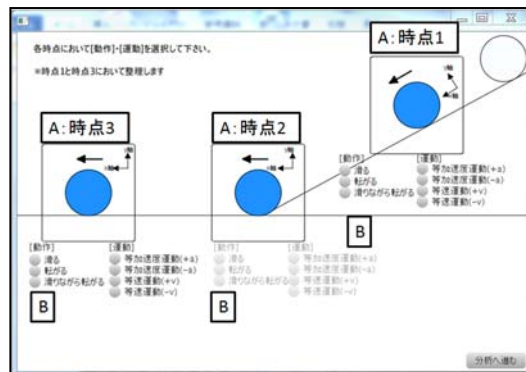 各時点において[動作]-[運動]を選択して下さい。
※時点1と時点3において整理します
A:時点1
[動作]
滑る
転がる
滑りながら転がる
[運動]
等加速度運動(+a)
等加速度運動(-a)
等速運動(+v)
等速運動(-v)
B
A:時点3
[動作]
滑る
転がる
滑りながら転がる
[運動]
等加速度運動(+a)
等加速度運動(-a)
等速運動(+v)
等速運動(-v)
B
A:時点2
[動作]
滑る
転がる
滑りながら転がる
[運動]
等加速度運動(+a)
等加速度運動(-a)
等速運動(+v)
等速運動(-v)
B
分析へ進む